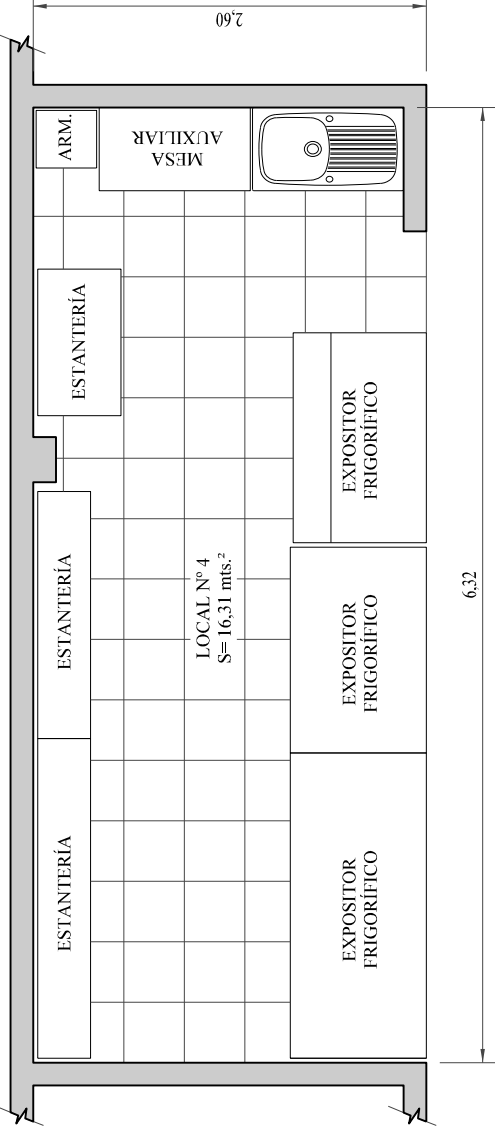 2,60
ARM.
MESA
AUXILIAR
ESTANTERÍA
EXPOSITOR
FRIGORÍFICO
ESTANTERÍA
LOCAL Nº 4
S= 16,31 mts.²
EXPOSITOR
FRIGORÍFICO
6,32
ESTANTERÍA
EXPOSITOR
FRIGORÍFICO